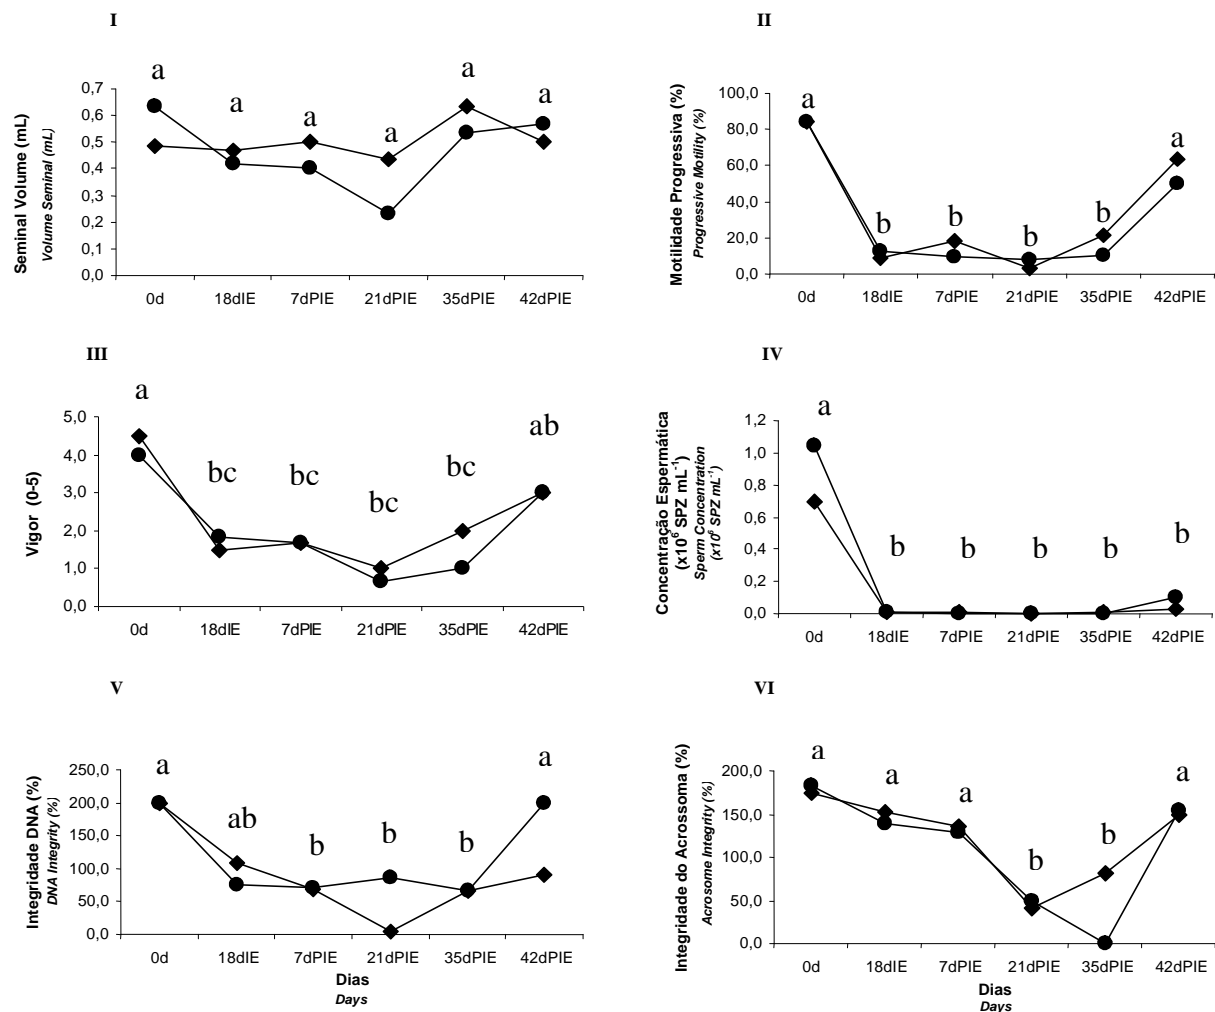 I
a a a a a a
0,7
0,6
0,5
0,4
0,3
0,2
0,1
0,0
Seminal Volume (mL)
Volume Seminal (mL)
0d 18dIE 7dPIE 21dPIE 35dPIE 42dPIE
II
a b b b b a
100,0
80,0
60,0
40,0
20,0
0,0
Motilidade Progressiva (%)
Progressive Motility (%)
0d 18dIE 7dPIE 21dPIE 35dPIE 42dPIE
III
a bc bc bc bc ab
5,0
4,0
3,0
2,0
1,0
0,0
Vigor (0-5)
0d 18dIE 7dPIE 21dPIE 35dPIE 42dPIE
IV
a b b b b b
1,2
1,0
0,8
0,6
0,4
0,2
0,0
Concentração Espermática
(x10⁶ SPZ mL⁻¹)
Sperm Concentration
(x10⁶ SPZ mL⁻¹)
0d 18dIE 7dPIE 21dPIE 35dPIE 42dPIE
V
a ab b b b a
250,0
200,0
150,0
100,0
50,0
0,0
Integridade DNA (%)
DNA Integrity (%)
0d 18dIE 7dPIE 21dPIE 35dPIE 42dPIE
Dias
Days
VI
a a a b b a
200,0
150,0
100,0
50,0
0,0
Integridade do Acrossoma (%)
Acrosome Integrity (%)
0d 18dIE 7dPIE 21dPIE 35dPIE 42dPIE
Dias
Days